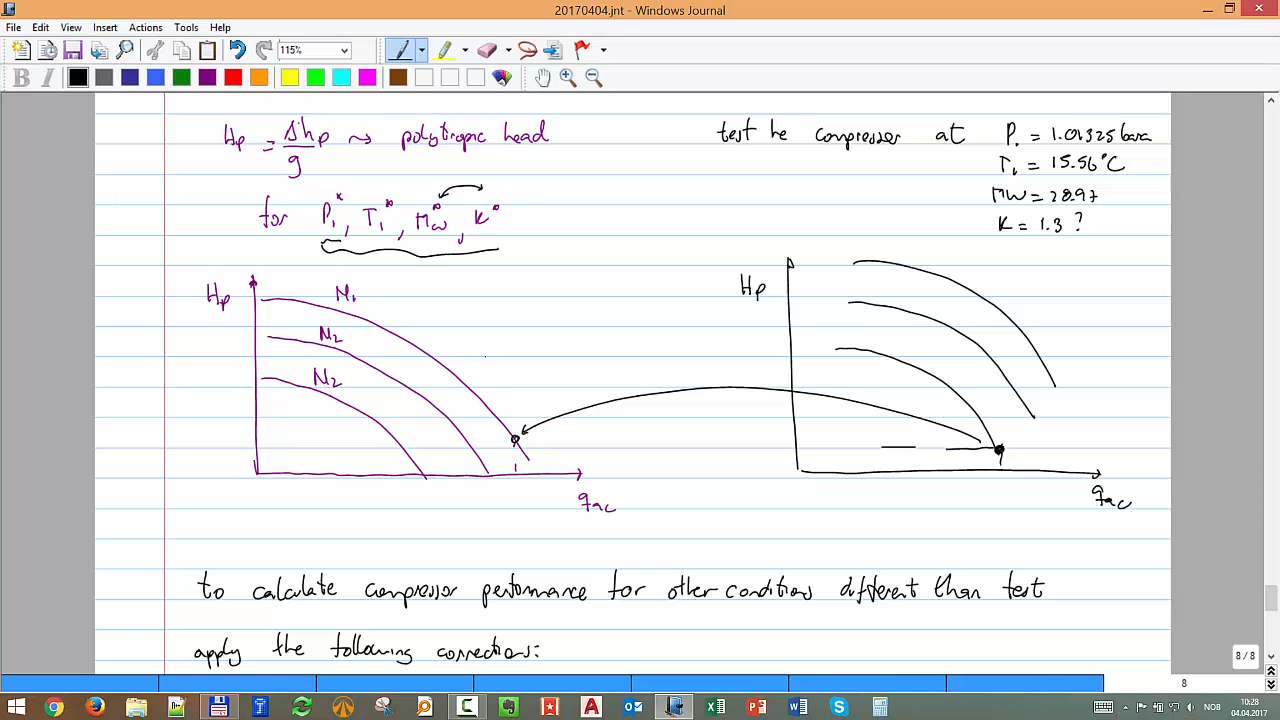 20170404.jnt - Windows Journal
File Edit View Insert Actions Tools Help
115%
B I
Hp = Δhp / g ⇝ polytropic head
test he compressor at P₁ = 1.01325 bara
T₁ = 15.56°C
MW = 28.97
K = 1.3 ?
for P₁*, T₁*, MW*, K*
Hp
N₁
N₂
N₂
qac
Hp
qac
to calculate compressor performance for other conditions different than test
apply the following corrections:
8 / 8
8
NOB
10:28
04.04.2017